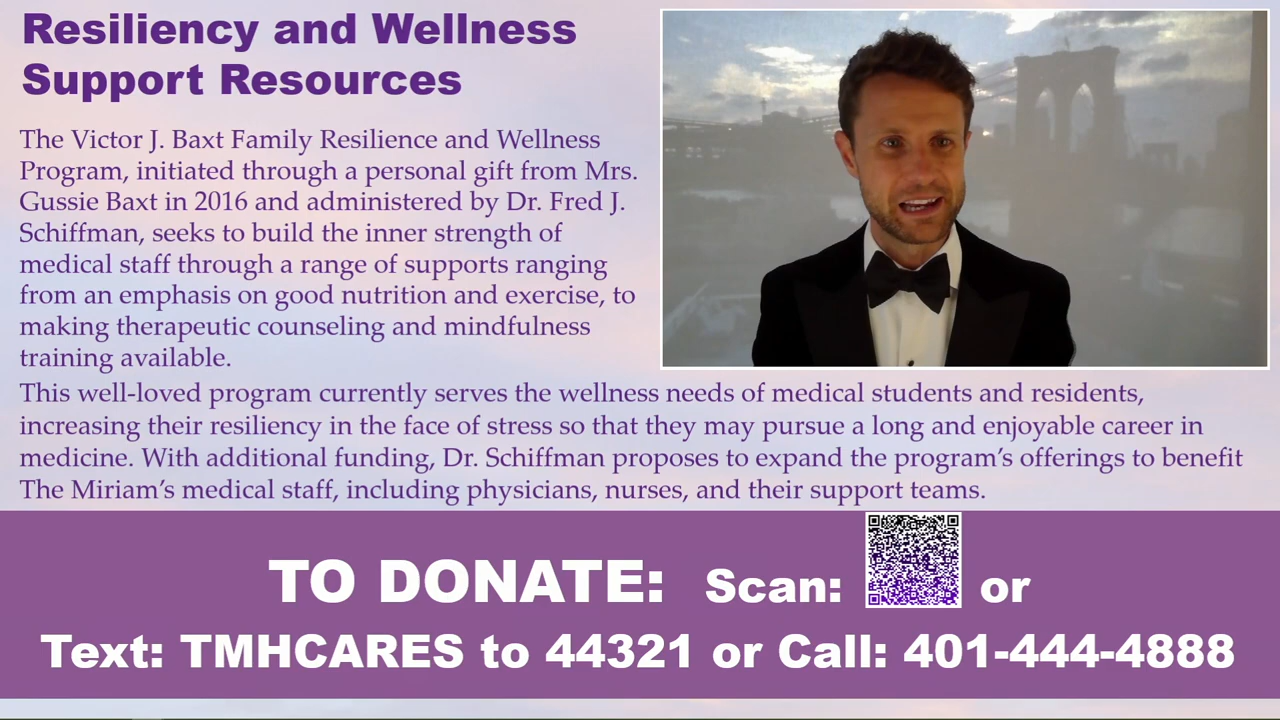 Resiliency and Wellness
Support Resources
The Victor J. Baxt Family Resilience and Wellness
Program, initiated through a personal gift from Mrs.
Gussie Baxt in 2016 and administered by Dr. Fred J.
Schiffman, seeks to build the inner strength of
medical staff through a range of supports ranging
from an emphasis on good nutrition and exercise, to
making therapeutic counseling and mindfulness
training available.
This well-loved program currently serves the wellness needs of medical students and residents,
increasing their resiliency in the face of stress so that they may pursue a long and enjoyable career in
medicine. With additional funding, Dr. Schiffman proposes to expand the program's offerings to benefit
The Miriam's medical staff, including physicians, nurses, and their support teams.
TO DONATE: Scan: or
Text: TMHCARES to 44321 or Call: 401-444-4888